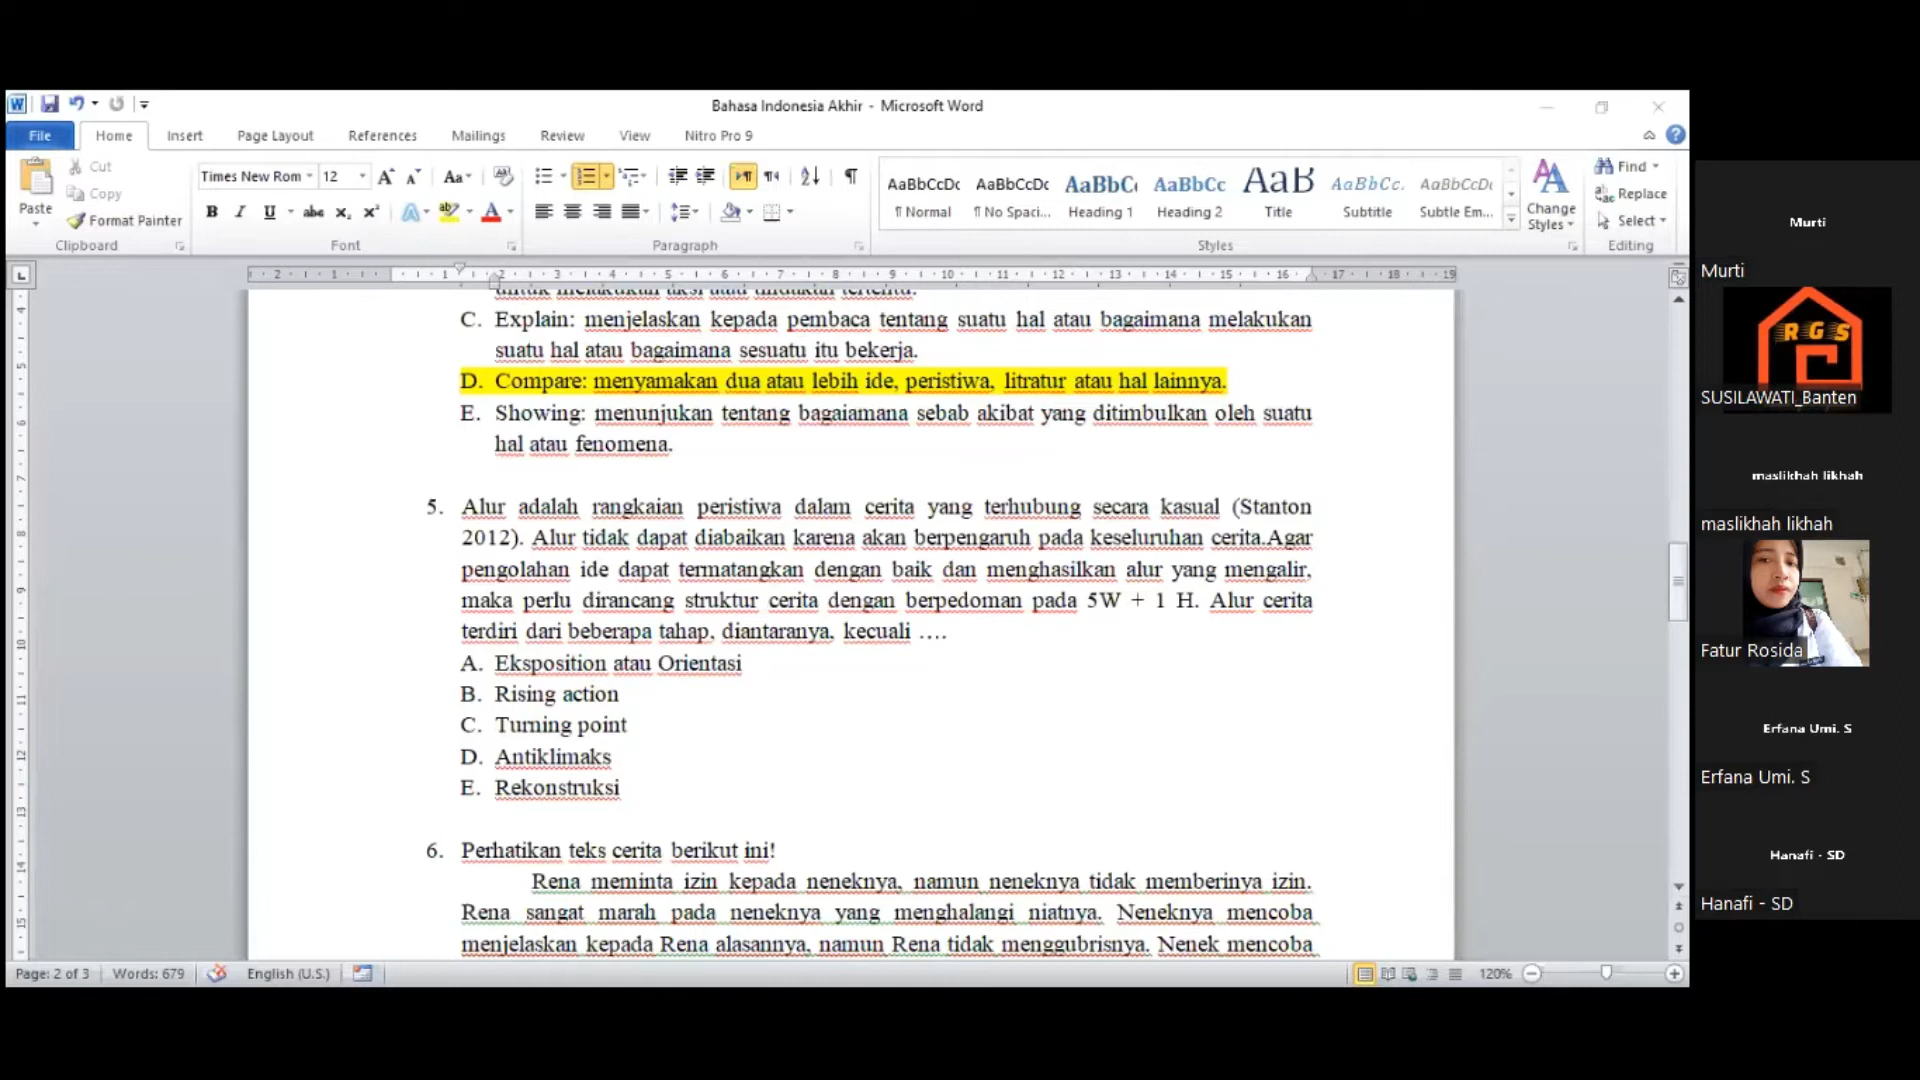 Bahasa Indonesia Akhir - Microsoft Word
File Home Insert Page Layout References Mailings Review View Nitro Pro 9
Paste
Cut
Copy
Format Painter
Clipboard
Times New Rom 12
Font
Paragraph
AaBbCcDc AaBbCcDc AaBbC AaBbCc AaB AaBbCc. AaBbCcDc
¶ Normal ¶ No Spaci... Heading 1 Heading 2 Title Subtitle Subtle Em...
Change
Styles
Styles
Find
Replace
Select
Editing
untuk melakukan aksi atau tindakan tertentu.
C. Explain: menjelaskan kepada pembaca tentang suatu hal atau bagaimana melakukan
suatu hal atau bagaimana sesuatu itu bekerja.
D. Compare: menyamakan dua atau lebih ide, peristiwa, litratur atau hal lainnya.
E. Showing: menunjukan tentang bagaiamana sebab akibat yang ditimbulkan oleh suatu
hal atau fenomena.
5. Alur adalah rangkaian peristiwa dalam cerita yang terhubung secara kasual (Stanton
2012). Alur tidak dapat diabaikan karena akan berpengaruh pada keseluruhan cerita.Agar
pengolahan ide dapat termatangkan dengan baik dan menghasilkan alur yang mengalir,
maka perlu dirancang struktur cerita dengan berpedoman pada 5W + 1 H. Alur cerita
terdiri dari beberapa tahap, diantaranya, kecuali ....
A. Eksposition atau Orientasi
B. Rising action
C. Turning point
D. Antiklimaks
E. Rekonstruksi
6. Perhatikan teks cerita berikut ini!
Rena meminta izin kepada neneknya, namun neneknya tidak memberinya izin.
Rena sangat marah pada neneknya yang menghalangi niatnya. Neneknya mencoba
menjelaskan kepada Rena alasannya, namun Rena tidak menggubrisnya. Nenek mencoba
Page: 2 of 3 Words: 679 English (U.S.) 120%
Murti
Murti
RGS
SUSILAWATI_Banten
maslikhah likhah
maslikhah likhah
Fatur Rosida
Erfana Umi. S
Erfana Umi. S
Hanafi - SD
Hanafi - SD